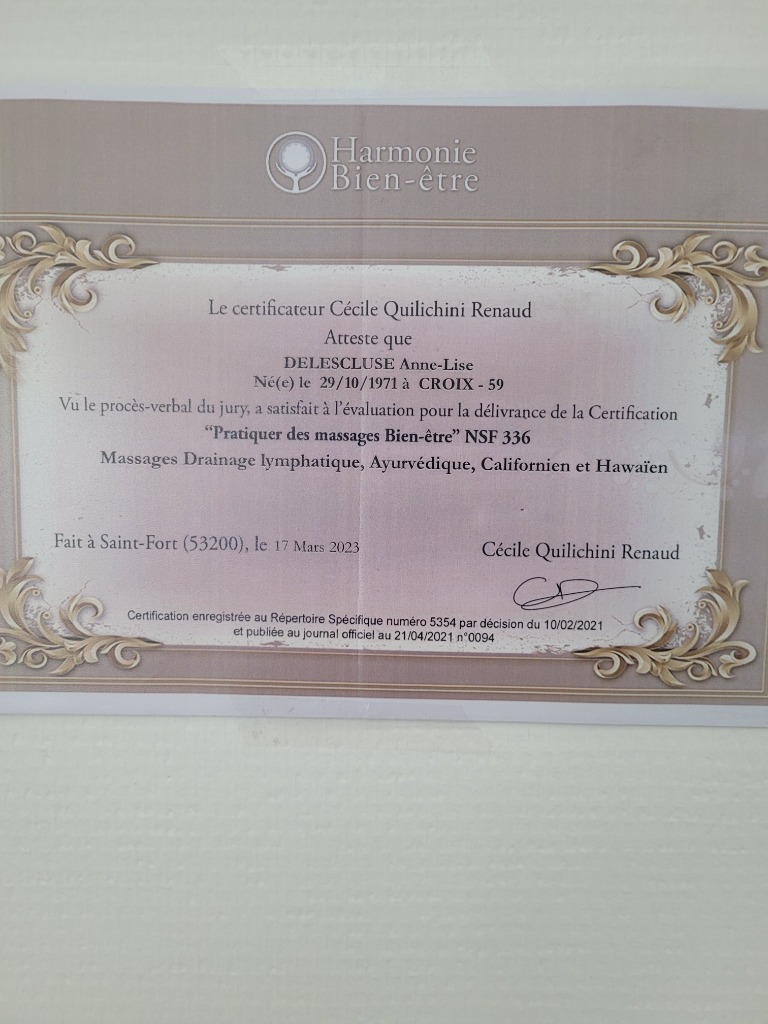 Harmonie
Bien-être
Le certificateur Cécile Quilichini Renaud
Atteste que
DELESCLUSE Anne-Lise
Né(e) le 29/10/1971 à CROIX - 59
Vu le procès-verbal du jury, a satisfait à l'évaluation pour la délivrance de la Certification
“Pratiquer des massages Bien-être” NSF 336
Massages Drainage lymphatique, Ayurvédique, Californien et Hawaïen
Fait à Saint-Fort (53200), le 17 Mars 2023
Cécile Quilichini Renaud
Certification enregistrée au Répertoire Spécifique numéro 5354 par décision du 10/02/2021
et publiée au journal officiel au 21/04/2021 n°0094